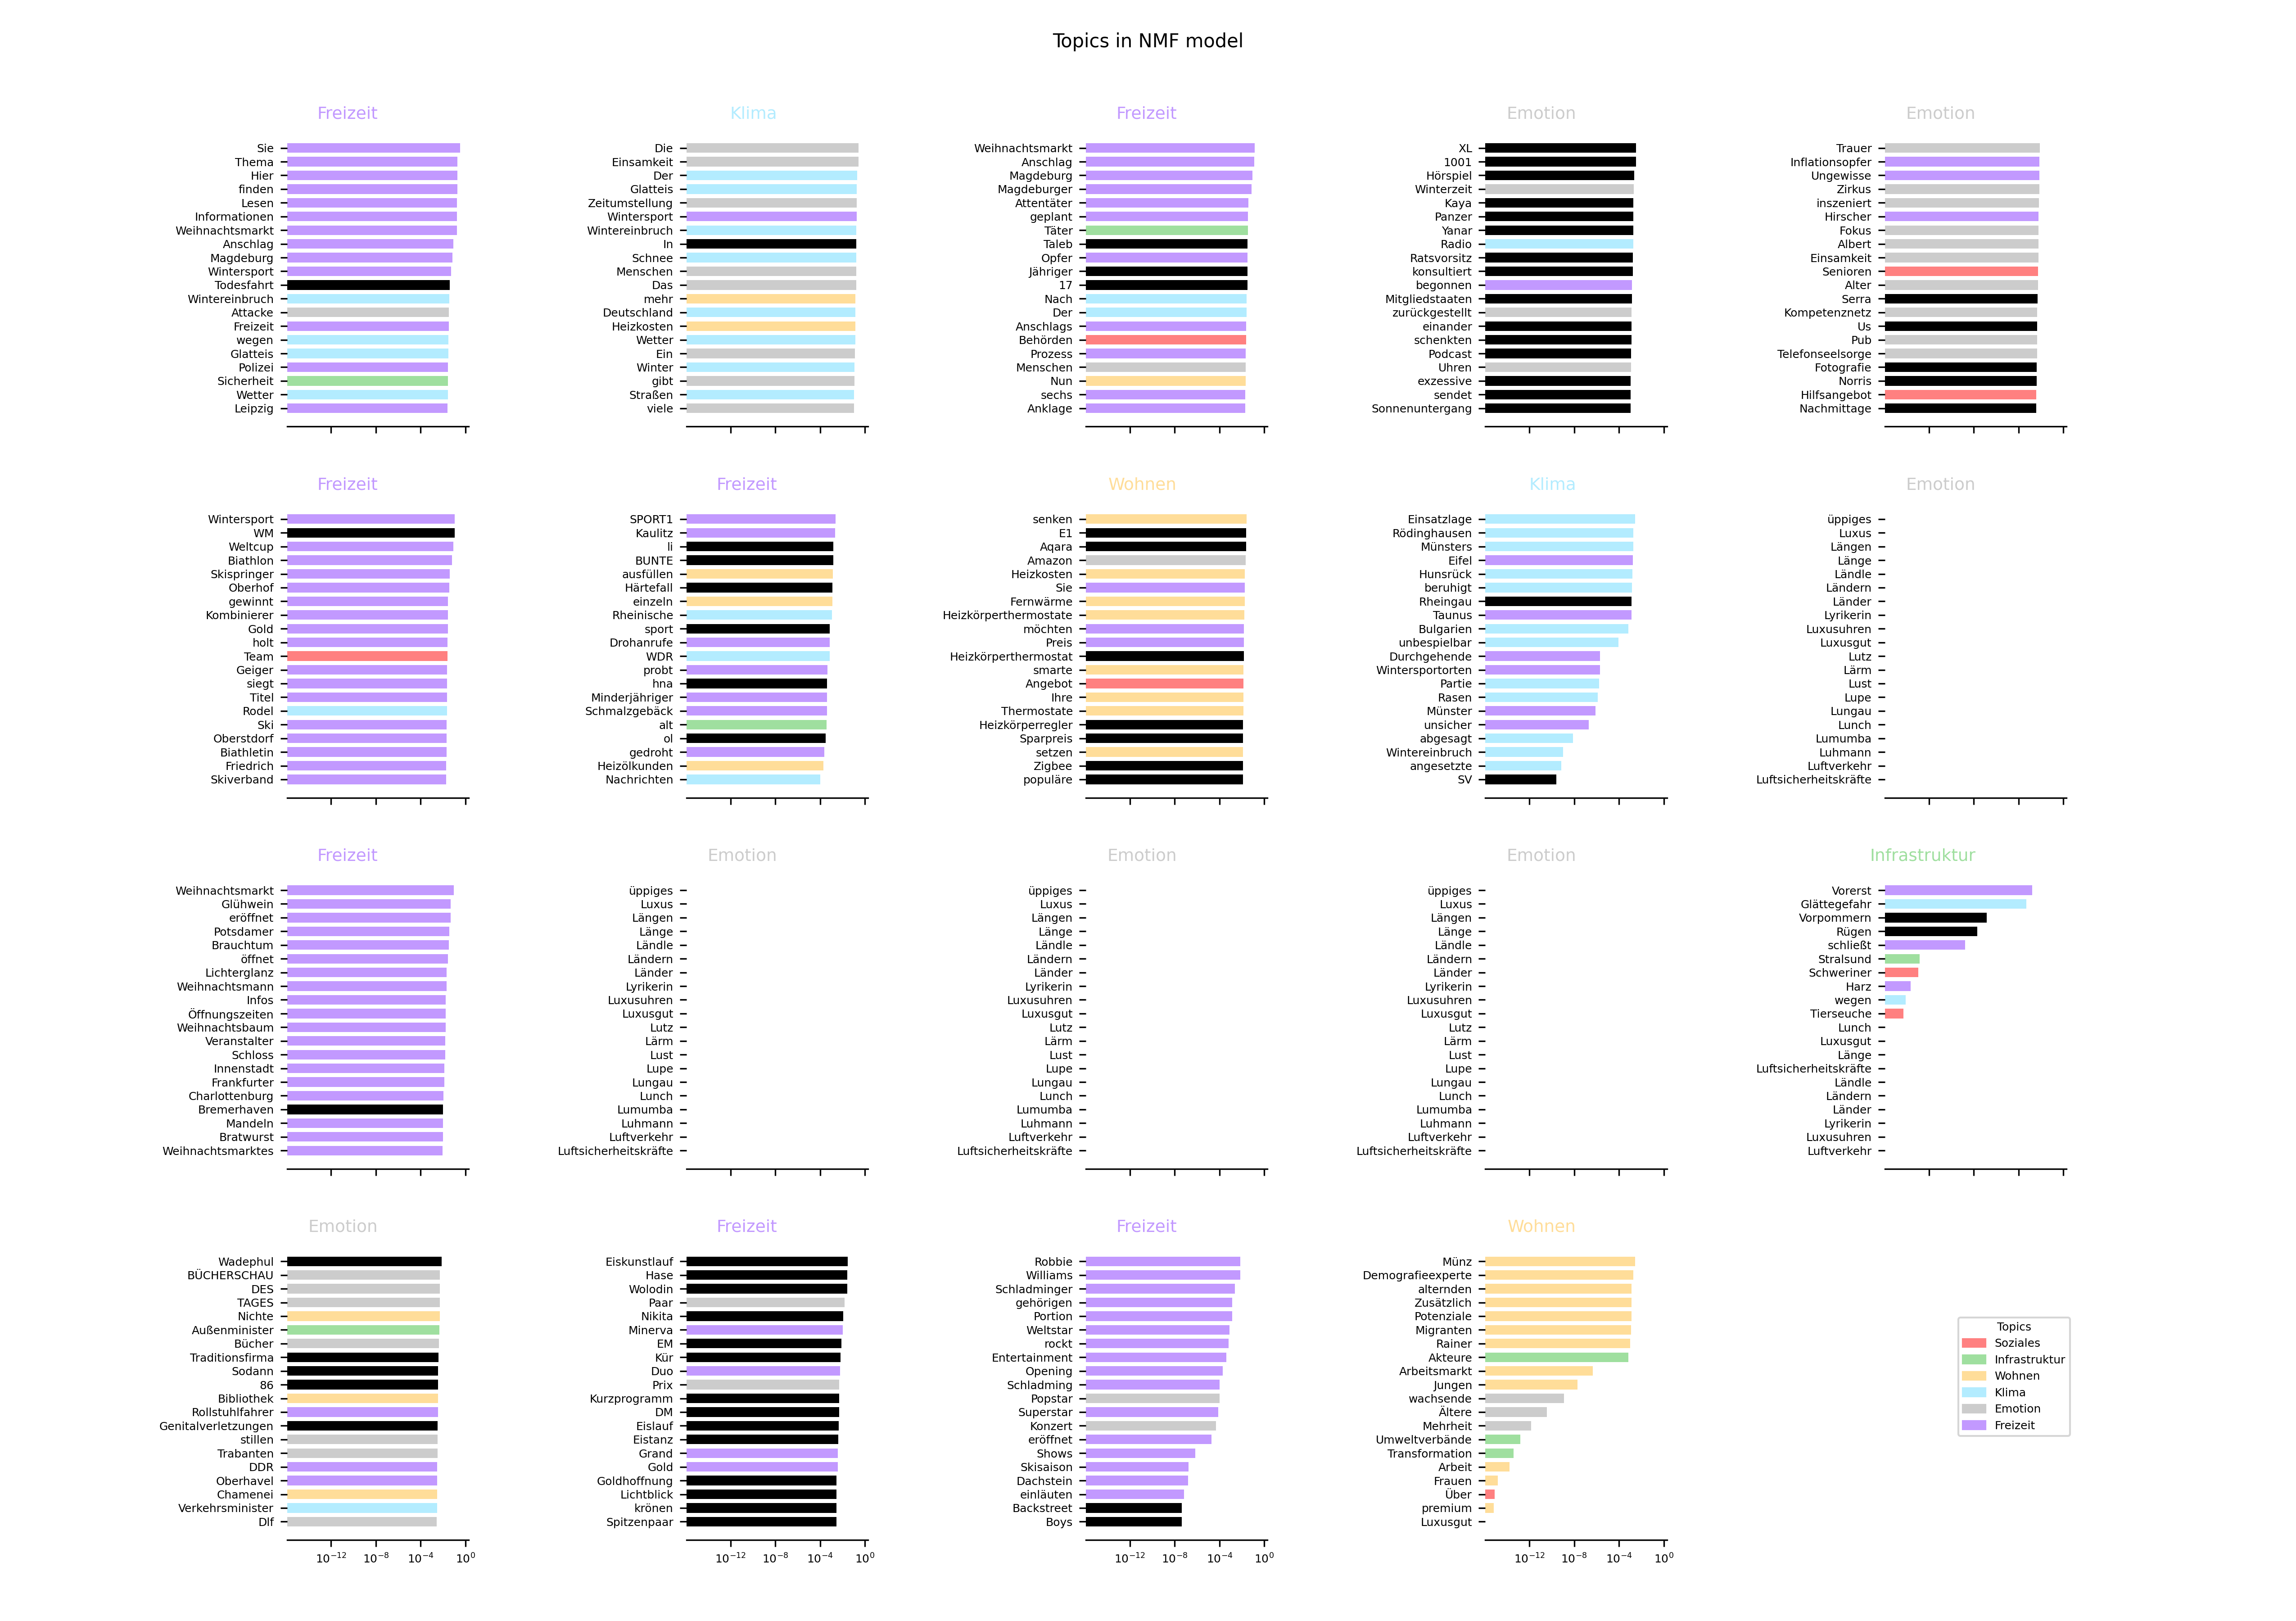 Topics in NMF model
Freizeit
Sie
Thema
Hier
finden
Lesen
Informationen
Weihnachtsmarkt
Anschlag
Magdeburg
Wintersport
Todesfahrt
Wintereinbruch
Attacke
Freizeit
wegen
Glatteis
Polizei
Sicherheit
Wetter
Leipzig
Klima
Die
Einsamkeit
Der
Glatteis
Zeitumstellung
Wintersport
Wintereinbruch
In
Schnee
Menschen
Das
mehr
Deutschland
Heizkosten
Wetter
Ein
Winter
gibt
Straßen
viele
Freizeit
Weihnachtsmarkt
Anschlag
Magdeburg
Magdeburger
Attentäter
geplant
Täter
Taleb
Opfer
Jähriger
17
Nach
Der
Anschlags
Behörden
Prozess
Menschen
Nun
sechs
Anklage
Emotion
XL
1001
Hörspiel
Winterzeit
Kaya
Panzer
Yanar
Radio
Ratsvorsitz
konsultiert
begonnen
Mitgliedstaaten
zurückgestellt
einander
schenkten
Podcast
Uhren
exzessive
sendet
Sonnenuntergang
Emotion
Trauer
Inflationsopfer
Ungewisse
Zirkus
inszeniert
Hirscher
Fokus
Albert
Einsamkeit
Senioren
Alter
Serra
Kompetenznetz
Us
Pub
Telefonseelsorge
Fotografie
Norris
Hilfsangebot
Nachmittage
Freizeit
Wintersport
WM
Weltcup
Biathlon
Skispringer
Oberhof
gewinnt
Kombinierer
Gold
holt
Team
Geiger
siegt
Titel
Rodel
Ski
Oberstdorf
Biathletin
Friedrich
Skiverband
Freizeit
SPORT1
Kaulitz
li
BUNTE
ausfüllen
Härtefall
einzeln
Rheinische
sport
Drohanrufe
WDR
probt
hna
Minderjähriger
Schmalzgebäck
alt
ol
gedroht
Heizölkunden
Nachrichten
Wohnen
senken
E1
Aqara
Amazon
Heizkosten
Sie
Fernwärme
Heizkörperthermostate
möchten
Preis
Heizkörperthermostat
smarte
Angebot
Ihre
Thermostate
Heizkörperregler
Sparpreis
setzen
Zigbee
populäre
Klima
Einsatzlage
Rödinghausen
Münsters
Eifel
Hunsrück
beruhigt
Rheingau
Taunus
Bulgarien
unbespielbar
Durchgehende
Wintersportorten
Partie
Rasen
Münster
unsicher
abgesagt
Wintereinbruch
angesetzte
SV
Emotion
üppiges
Luxus
Längen
Länge
Ländle
Ländern
Länder
Lyrikerin
Luxusuhren
Luxusgut
Lutz
Lärm
Lust
Lupe
Lungau
Lunch
Lumumba
Luhmann
Luftverkehr
Luftsicherheitskräfte
Freizeit
Weihnachtsmarkt
Glühwein
eröffnet
Potsdamer
Brauchtum
öffnet
Lichterglanz
Weihnachtsmann
Infos
Öffnungszeiten
Weihnachtsbaum
Veranstalter
Schloss
Innenstadt
Frankfurter
Charlottenburg
Bremerhaven
Mandeln
Bratwurst
Weihnachtsmarktes
Emotion
üppiges
Luxus
Längen
Länge
Ländle
Ländern
Länder
Lyrikerin
Luxusuhren
Luxusgut
Lutz
Lärm
Lust
Lupe
Lungau
Lunch
Lumumba
Luhmann
Luftverkehr
Luftsicherheitskräfte
Emotion
üppiges
Luxus
Längen
Länge
Ländle
Ländern
Länder
Lyrikerin
Luxusuhren
Luxusgut
Lutz
Lärm
Lust
Lupe
Lungau
Lunch
Lumumba
Luhmann
Luftverkehr
Luftsicherheitskräfte
Emotion
üppiges
Luxus
Längen
Länge
Ländle
Ländern
Länder
Lyrikerin
Luxusuhren
Luxusgut
Lutz
Lärm
Lust
Lupe
Lungau
Lunch
Lumumba
Luhmann
Luftverkehr
Luftsicherheitskräfte
Infrastruktur
Vorerst
Glättegefahr
Vorpommern
Rügen
schließt
Stralsund
Schweriner
Harz
wegen
Tierseuche
Lunch
Luxusgut
Länge
Luftsicherheitskräfte
Ländle
Ländern
Länder
Lyrikerin
Luxusuhren
Luftverkehr
Emotion
Wadephul
BÜCHERSCHAU
DES
TAGES
Nichte
Außenminister
Bücher
Traditionsfirma
Sodann
86
Bibliothek
Rollstuhlfahrer
Genitalverletzungen
stillen
Trabanten
DDR
Oberhavel
Chamenei
Verkehrsminister
Dlf
10⁻¹² 10⁻⁸ 10⁻⁴ 10⁰
Freizeit
Eiskunstlauf
Hase
Wolodin
Paar
Nikita
Minerva
EM
Kür
Duo
Prix
Kurzprogramm
DM
Eislauf
Eistanz
Grand
Gold
Goldhoffnung
Lichtblick
krönen
Spitzenpaar
10⁻¹² 10⁻⁸ 10⁻⁴ 10⁰
Freizeit
Robbie
Williams
Schladminger
gehörigen
Portion
Weltstar
rockt
Entertainment
Opening
Schladming
Popstar
Superstar
Konzert
eröffnet
Shows
Skisaison
Dachstein
einläuten
Backstreet
Boys
10⁻¹² 10⁻⁸ 10⁻⁴ 10⁰
Wohnen
Münz
Demografieexperte
alternden
Zusätzlich
Potenziale
Migranten
Rainer
Akteure
Arbeitsmarkt
Jungen
wachsende
Ältere
Mehrheit
Umweltverbände
Transformation
Arbeit
Frauen
Über
premium
Luxusgut
10⁻¹² 10⁻⁸ 10⁻⁴ 10⁰
Topics
Soziales
Infrastruktur
Wohnen
Klima
Emotion
Freizeit